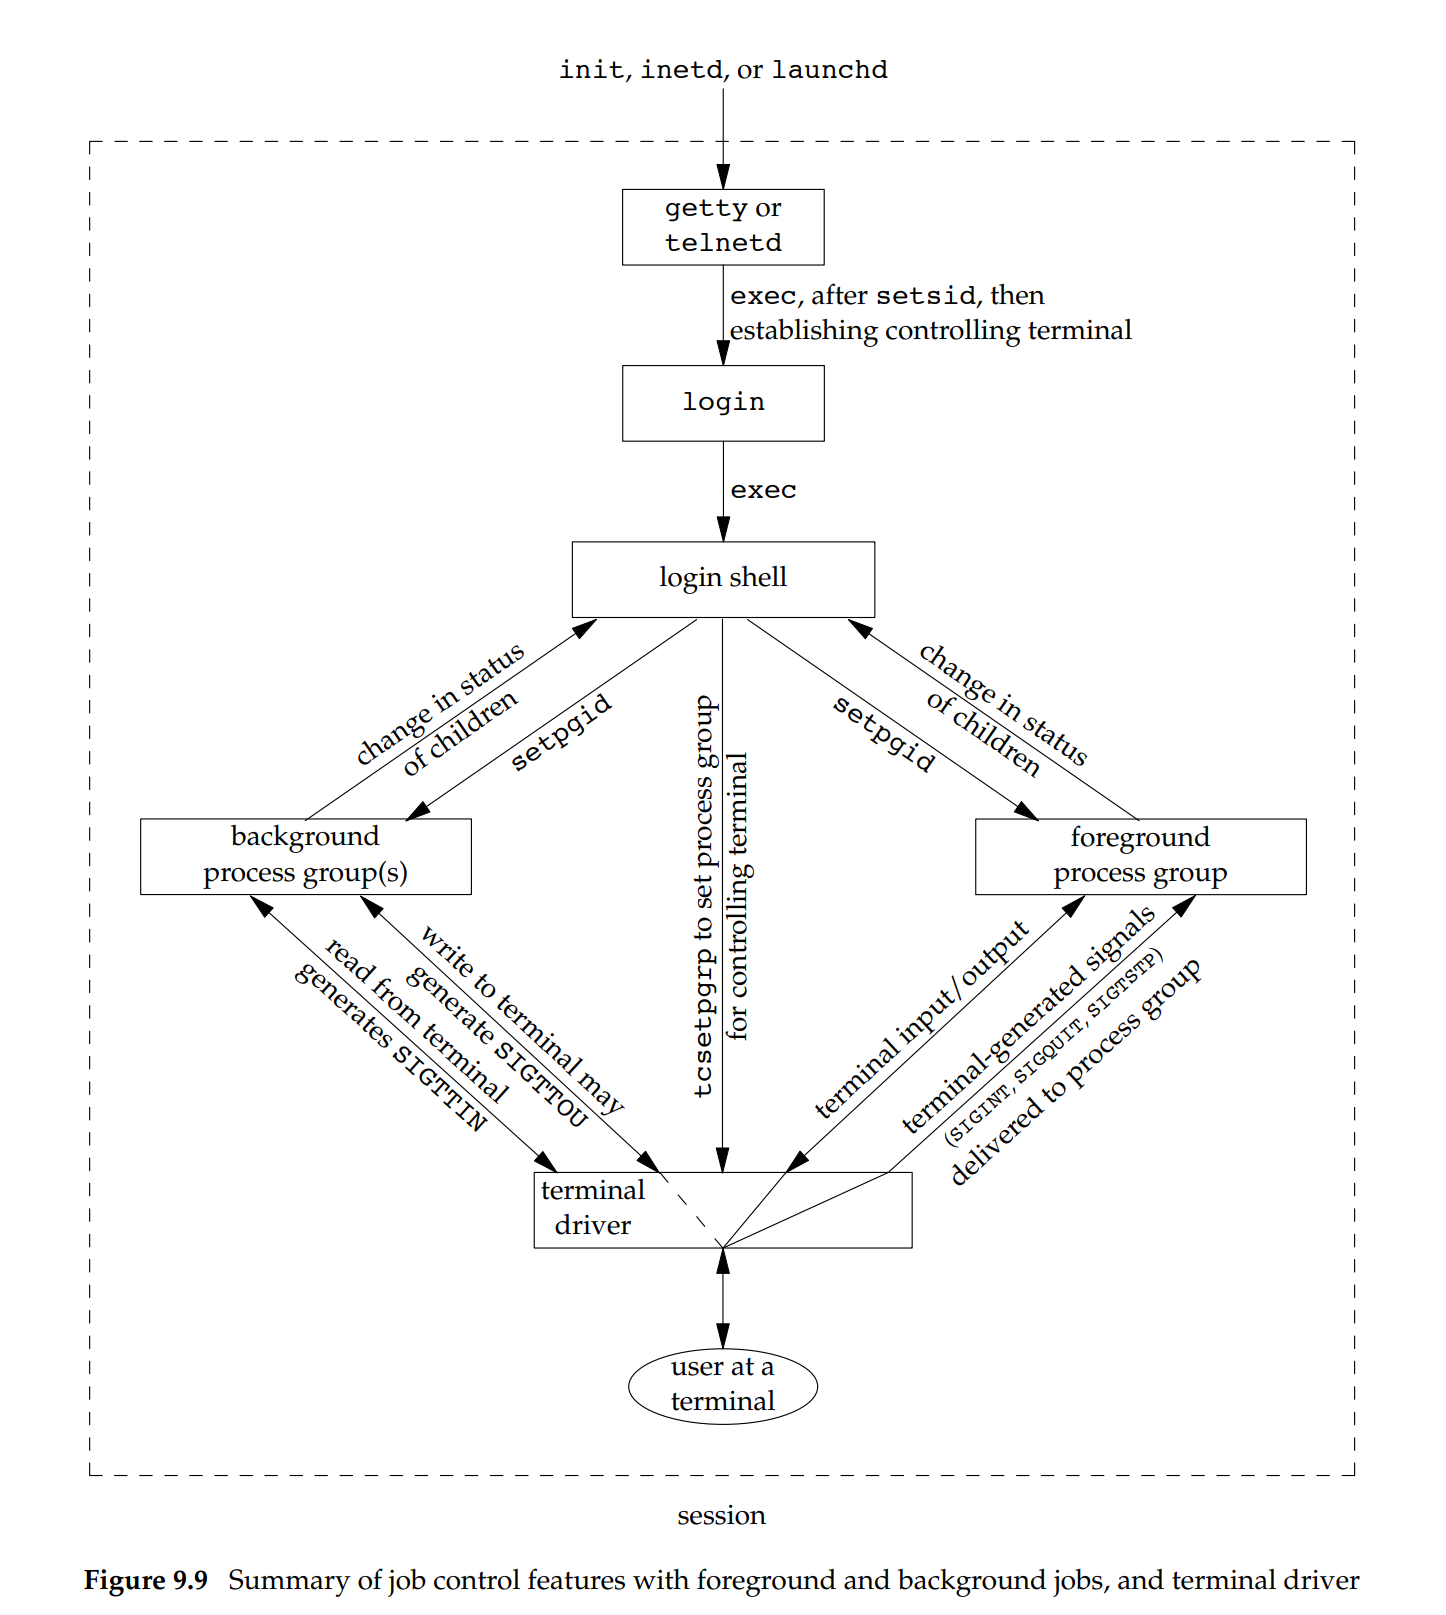 init, inetd, or launchd
getty or
telnetd
exec, after setsid, then
establishing controlling terminal
login
exec
login shell
change in status
of children
setpgid
tcsetpgrp to set process group
for controlling terminal
setpgid
change in status
of children
background
process group(s)
foreground
process group
read from terminal
generates SIGTTIN
write to terminal may
generate SIGTTOU
terminal input/output
terminal-generated signals
(SIGINT, SIGQUIT, SIGTSTP)
delivered to process group
terminal
driver
user at a
terminal
session
Figure 9.9 Summary of job control features with foreground and background jobs, and terminal driver